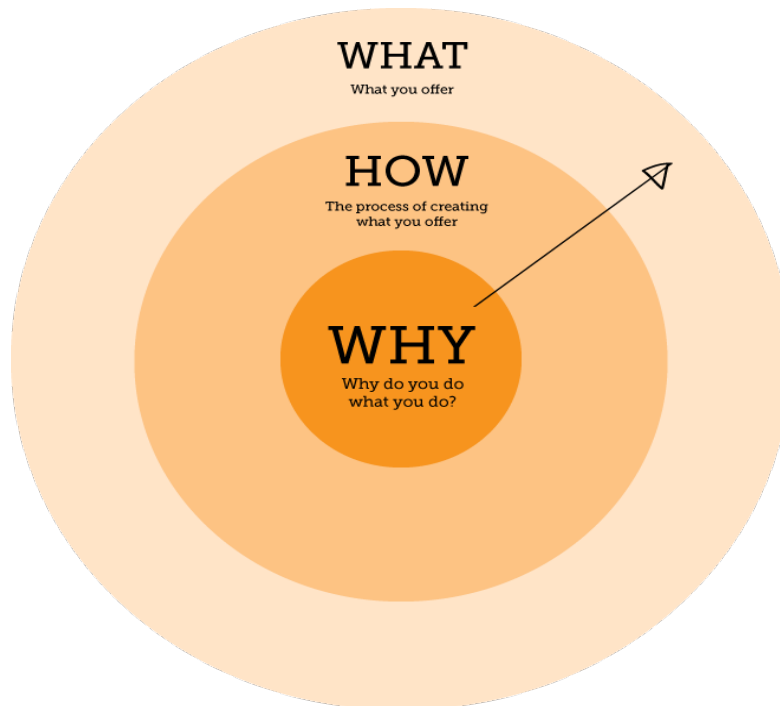 WHAT
What you offer
HOW
The process of creating
what you offer
WHY
Why do you do
what you do?